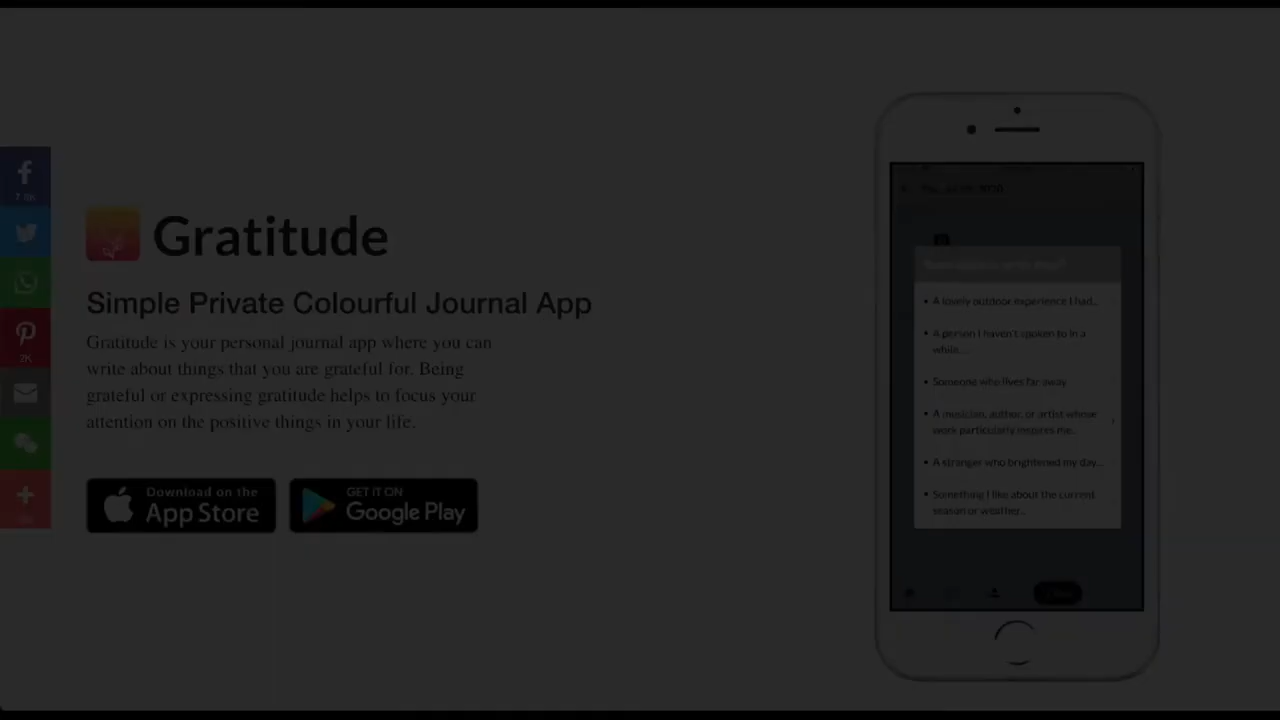 Gratitude
Simple Private Colourful Journal App
Gratitude is your personal journal app where you can
write about things that you are grateful for. Being
grateful or expressing gratitude helps to focus your
attention on the positive things in your life.
Download on the
App Store
GET IT ON
Google Play
2K
A lovely outdoor experience I had...
A person I haven't spoken to in a
while...
Someone who lives far away
A musician, author, or artist whose
work particularly inspires me..
A stranger who brightened my day...
Something I like about the current
season or weather..